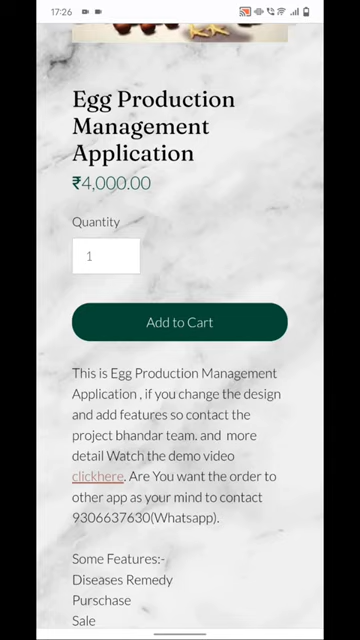 17:26
Egg Production
Management
Application
₹4,000.00
Quantity
1
Add to Cart
This is Egg Production Management
Application , if you change the design
and add features so contact the
project bhandar team. and more
detail Watch the demo video
clickhere. Are You want the order to
other app as your mind to contact
9306637630(Whatsapp).
Some Features:-
Diseases Remedy
Purschase
Sale